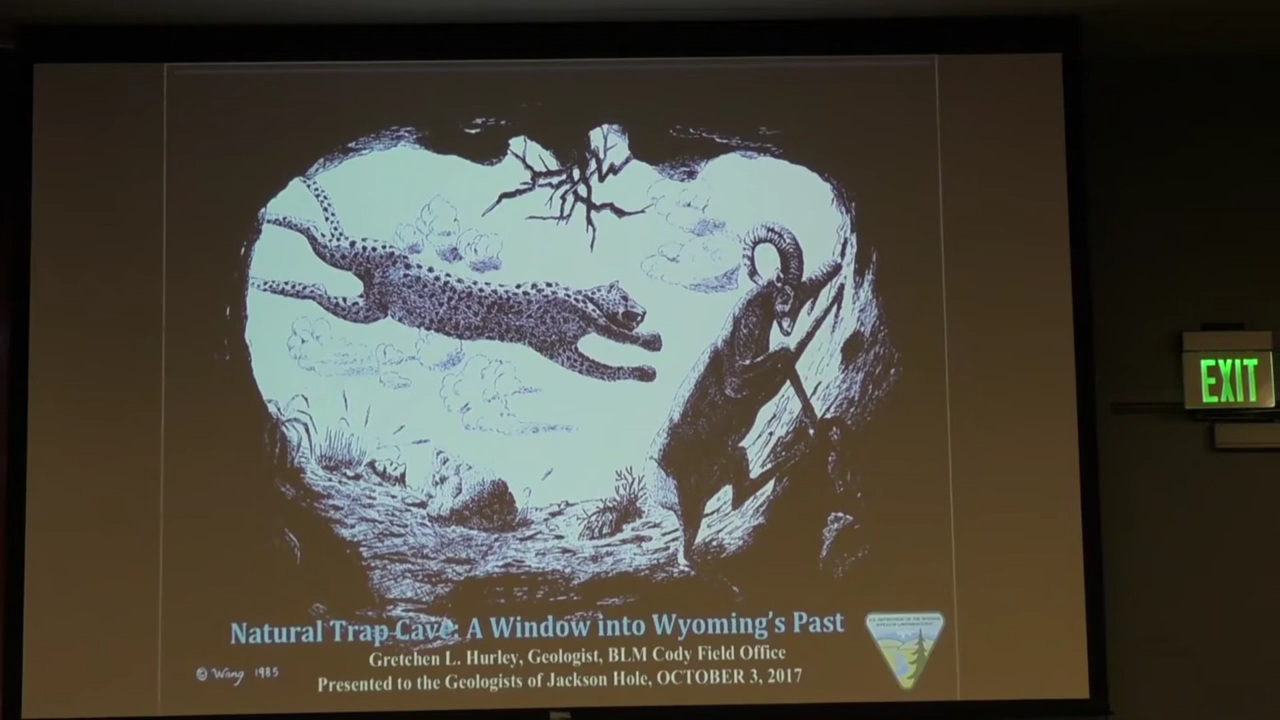 EXIT
Natural Trap Cave: A Window into Wyoming's Past
Gretchen L. Hurley, Geologist, BLM Cody Field Office
© Wang 1985
Presented to the Geologists of Jackson Hole, OCTOBER 3, 2017